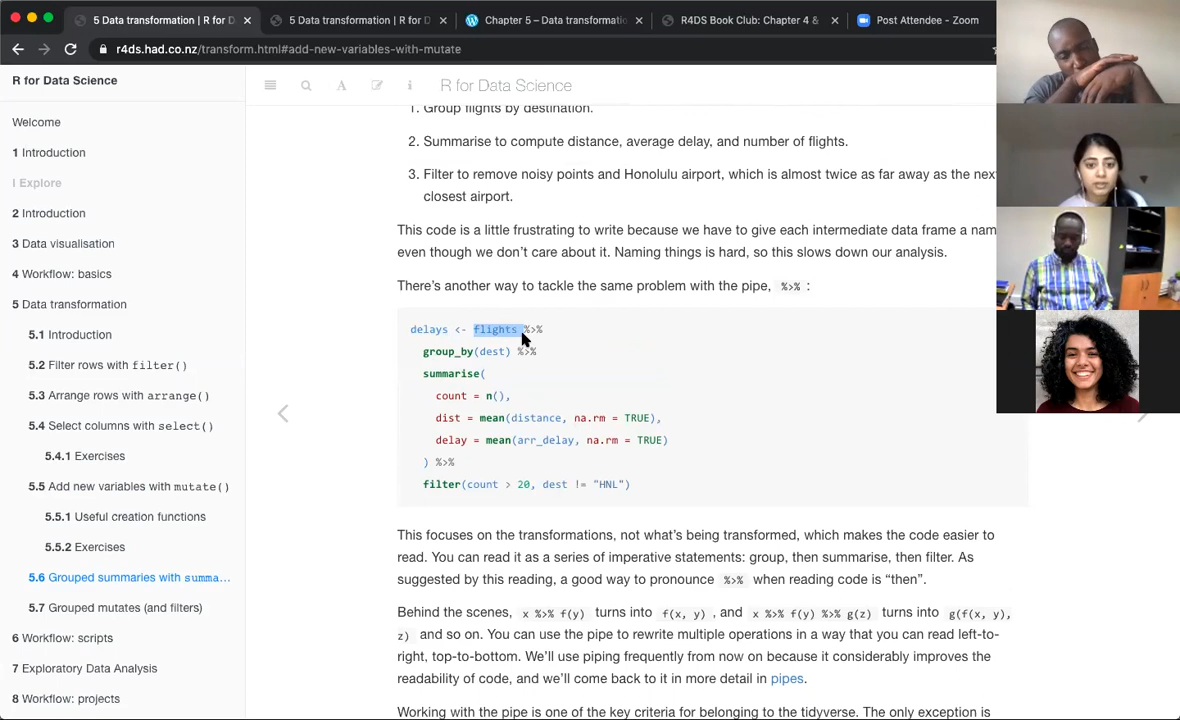 5 Data transformation | R for D
5 Data transformation | R for D
Chapter 5 – Data transformatio
R4DS Book Club: Chapter 4 &
Post Attendee - Zoom
r4ds.had.co.nz/transform.html#add-new-variables-with-mutate
R for Data Science
Welcome
1 Introduction
I Explore
2 Introduction
3 Data visualisation
4 Workflow: basics
5 Data transformation
5.1 Introduction
5.2 Filter rows with filter()
5.3 Arrange rows with arrange()
5.4 Select columns with select()
5.4.1 Exercises
5.5 Add new variables with mutate()
5.5.1 Useful creation functions
5.5.2 Exercises
5.6 Grouped summaries with summa...
5.7 Grouped mutates (and filters)
6 Workflow: scripts
7 Exploratory Data Analysis
8 Workflow: projects
A
i
R for Data Science
1. Group flights by destination.
2. Summarise to compute distance, average delay, and number of flights.
3. Filter to remove noisy points and Honolulu airport, which is almost twice as far away as the nex
closest airport.
This code is a little frustrating to write because we have to give each intermediate data frame a nam
even though we don't care about it. Naming things is hard, so this slows down our analysis.
There's another way to tackle the same problem with the pipe, %>% :
delays <- flights %>%
group_by(dest) %>%
summarise(
count = n(),
dist = mean(distance, na.rm = TRUE),
delay = mean(arr_delay, na.rm = TRUE)
) %>%
filter(count > 20, dest != "HNL")
This focuses on the transformations, not what's being transformed, which makes the code easier to
read. You can read it as a series of imperative statements: group, then summarise, then filter. As
suggested by this reading, a good way to pronounce %>% when reading code is "then".
Behind the scenes, x %>% f(y) turns into f(x, y) , and x %>% f(y) %>% g(z) turns into g(f(x, y),
z) and so on. You can use the pipe to rewrite multiple operations in a way that you can read left-to-
right, top-to-bottom. We'll use piping frequently from now on because it considerably improves the
readability of code, and we'll come back to it in more detail in pipes.
Working with the pipe is one of the key criteria for belonging to the tidyverse. The only exception is